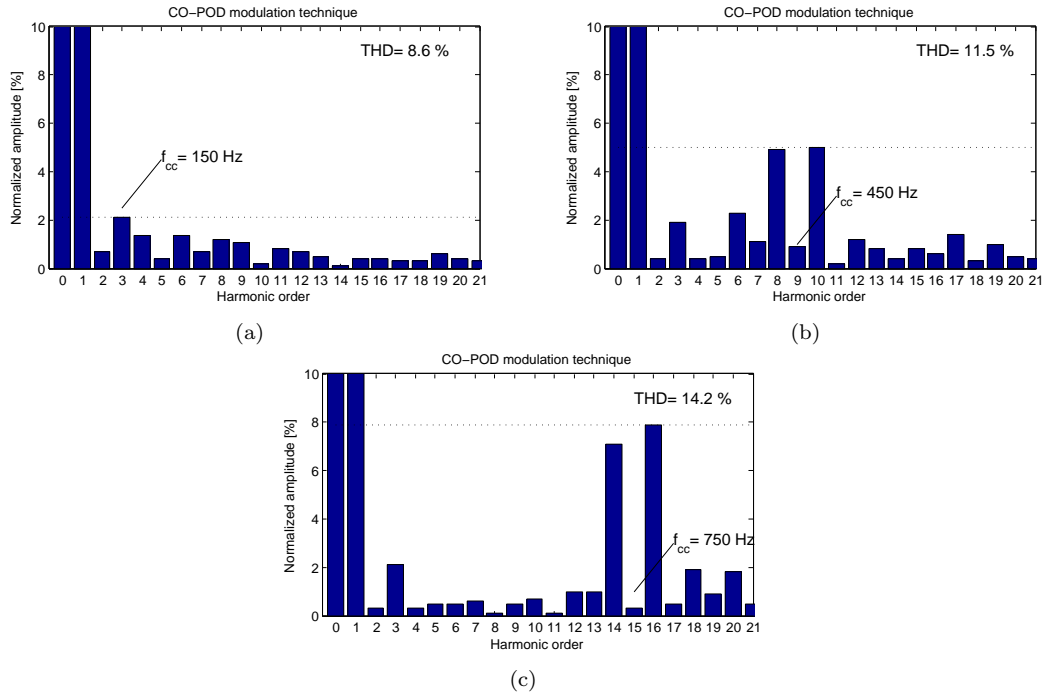 CO−POD modulation technique
THD= 8.6 %
Normalized amplitude [%]
10
8
6
4
2
0
f_cc= 150 Hz
0 1 2 3 4 5 6 7 8 9 10 11 12 13 14 15 16 17 18 19 20 21
Harmonic order
(a)
CO−POD modulation technique
THD= 11.5 %
Normalized amplitude [%]
10
8
6
4
2
0
f_cc= 450 Hz
0 1 2 3 4 5 6 7 8 9 10 11 12 13 14 15 16 17 18 19 20 21
Harmonic order
(b)
CO−POD modulation technique
THD= 14.2 %
Normalized amplitude [%]
10
8
6
4
2
0
f_cc= 750 Hz
0 1 2 3 4 5 6 7 8 9 10 11 12 13 14 15 16 17 18 19 20 21
Harmonic order
(c)